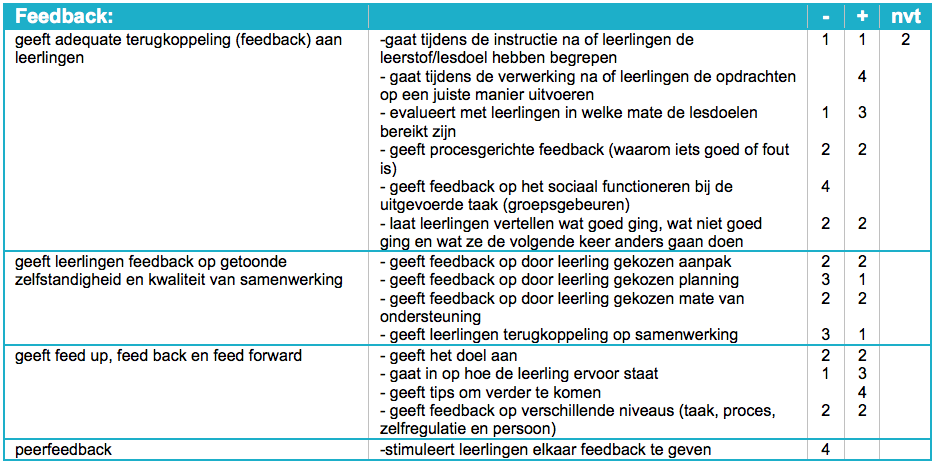 Feedback: - + nvt
geeft adequate terugkoppeling (feedback) aan -gaat tijdens de instructie na of leerlingen de 1 1 2
leerlingen leerstof/lesdoel hebben begrepen
- gaat tijdens de verwerking na of leerlingen de opdrachten 4
op een juiste manier uitvoeren
- evalueert met leerlingen in welke mate de lesdoelen 1 3
bereikt zijn
- geeft procesgerichte feedback (waarom iets goed of fout 2 2
is)
- geeft feedback op het sociaal functioneren bij de 4
uitgevoerde taak (groepsgebeuren)
- laat leerlingen vertellen wat goed ging, wat niet goed 2 2
ging en wat ze de volgende keer anders gaan doen
geeft leerlingen feedback op getoonde - geeft feedback op door leerling gekozen aanpak 2 2
zelfstandigheid en kwaliteit van samenwerking - geeft feedback op door leerling gekozen planning 3 1
- geeft feedback op door leerling gekozen mate van 2 2
ondersteuning
- geeft leerlingen terugkoppeling op samenwerking 3 1
geeft feed up, feed back en feed forward - geeft het doel aan 2 2
- gaat in op hoe de leerling ervoor staat 1 3
- geeft tips om verder te komen 4
- geeft feedback op verschillende niveaus (taak, proces, 2 2
zelfregulatie en persoon)
peerfeedback -stimuleert leerlingen elkaar feedback te geven 4